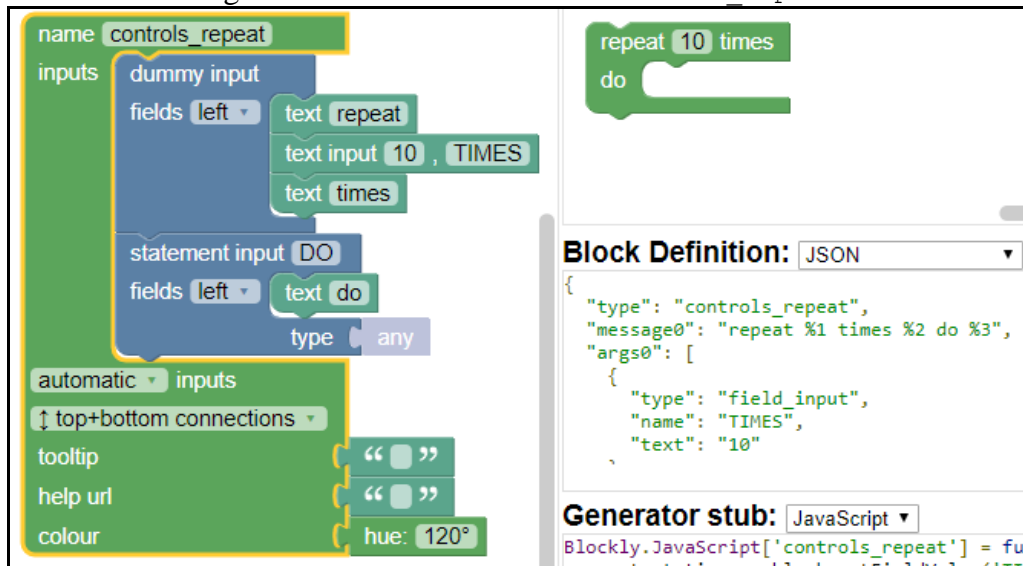 name controls_repeat
inputs dummy input
fields left ▾ text repeat
text input 10 , TIMES
text times
statement input DO
fields left ▾ text do
type any
automatic ▾ inputs
↕ top+bottom connections ▾
tooltip “ ”
help url “ ”
colour hue: 120°
repeat 10 times
do
Block Definition: JSON ▼
{
"type": "controls_repeat",
"message0": "repeat %1 times %2 do %3",
"args0": [
{
"type": "field_input",
"name": "TIMES",
"text": "10"
Generator stub: JavaScript ▼
Blockly.JavaScript['controls_repeat'] = fu